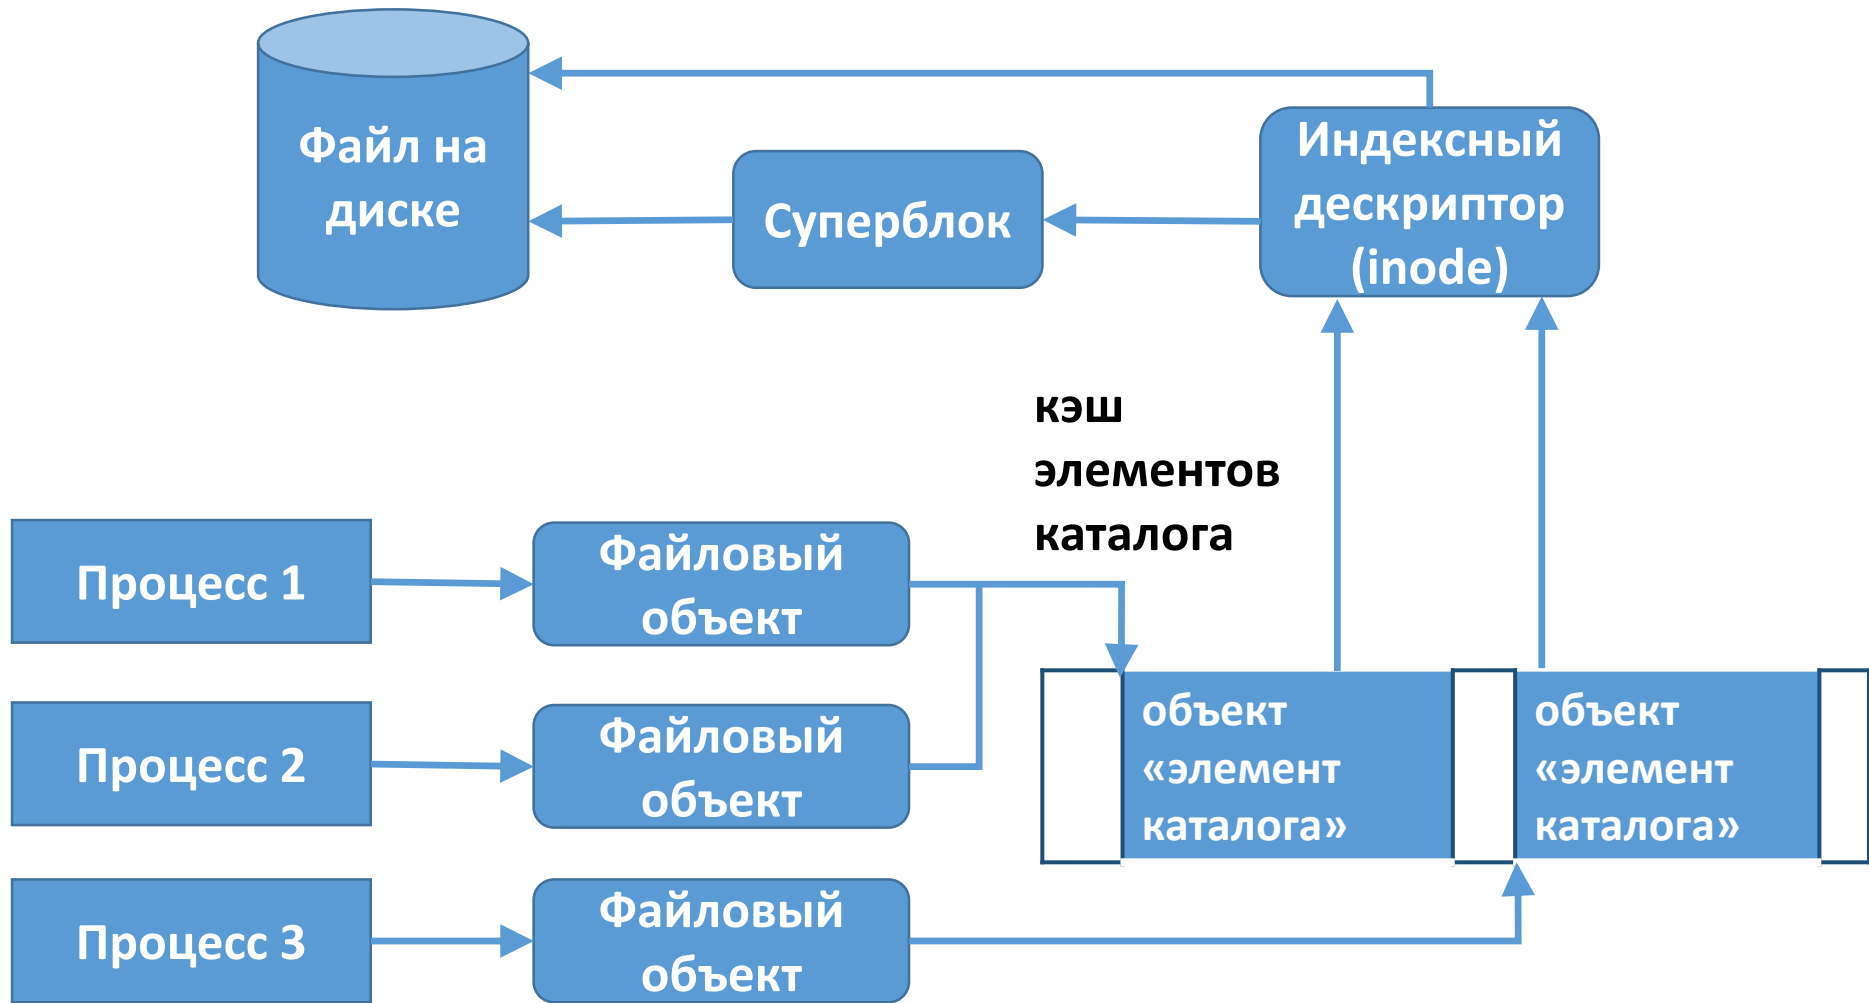 Файл на
диске
Суперблок
Индексный
дескриптор
(inode)
кэш
элементов
каталога
Процесс 1
Файловый
объект
Процесс 2
Файловый
объект
объект
«элемент
каталога»
объект
«элемент
каталога»
Процесс 3
Файловый
объект